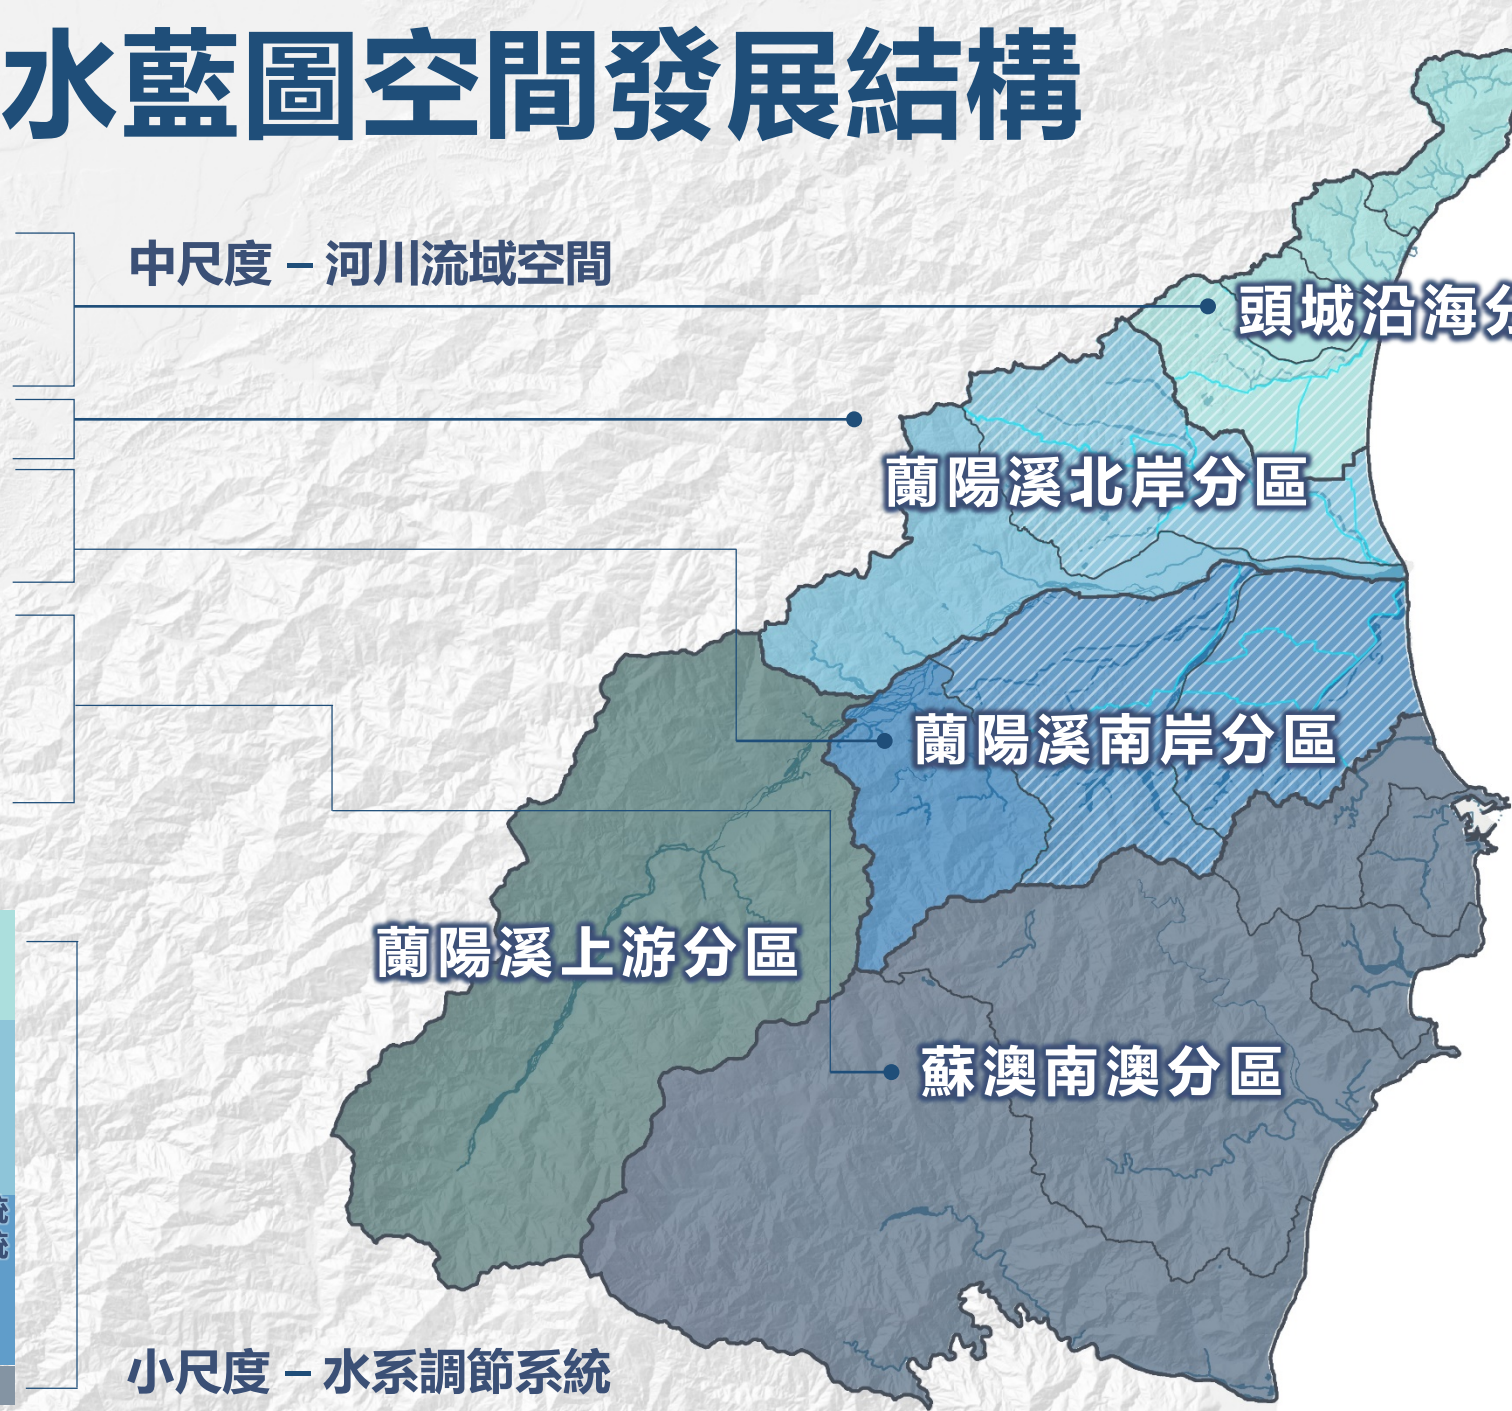 水藍圖空間發展結構
中尺度 – 河川流域空間
頭城沿海分
蘭陽溪北岸分區
蘭陽溪南岸分區
蘭陽溪上游分區
蘇澳南澳分區
統
統
小尺度 – 水系調節系統